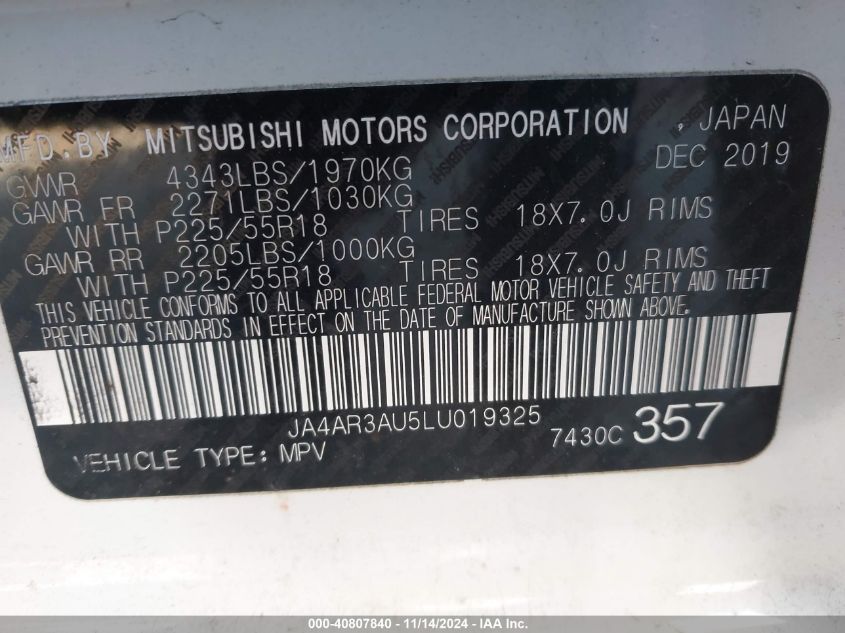 MFD.BY MITSUBISHI MOTORS CORPORATION , JAPAN
DEC 2019
GVWR 4343LBS/1970KG
GAWR FR 2271LBS/1030KG
WITH P225/55R18 TIRES 18X7.0J RIMS
GAWR RR 2205LBS/1000KG
WITH P225/55R18 TIRES 18X7.0J RIMS
THIS VEHICLE CONFORMS TO ALL APPLICABLE FEDERAL MOTOR VEHICLE SAFETY AND THEFT
PREVENTION STANDARDS IN EFFECT ON THE DATE OF MANUFACTURE SHOWN ABOVE.
JA4AR3AU5LU019325
7430C 357
VEHICLE TYPE: MPV
000-40807840 - 11/14/2024 - IAAI.COM